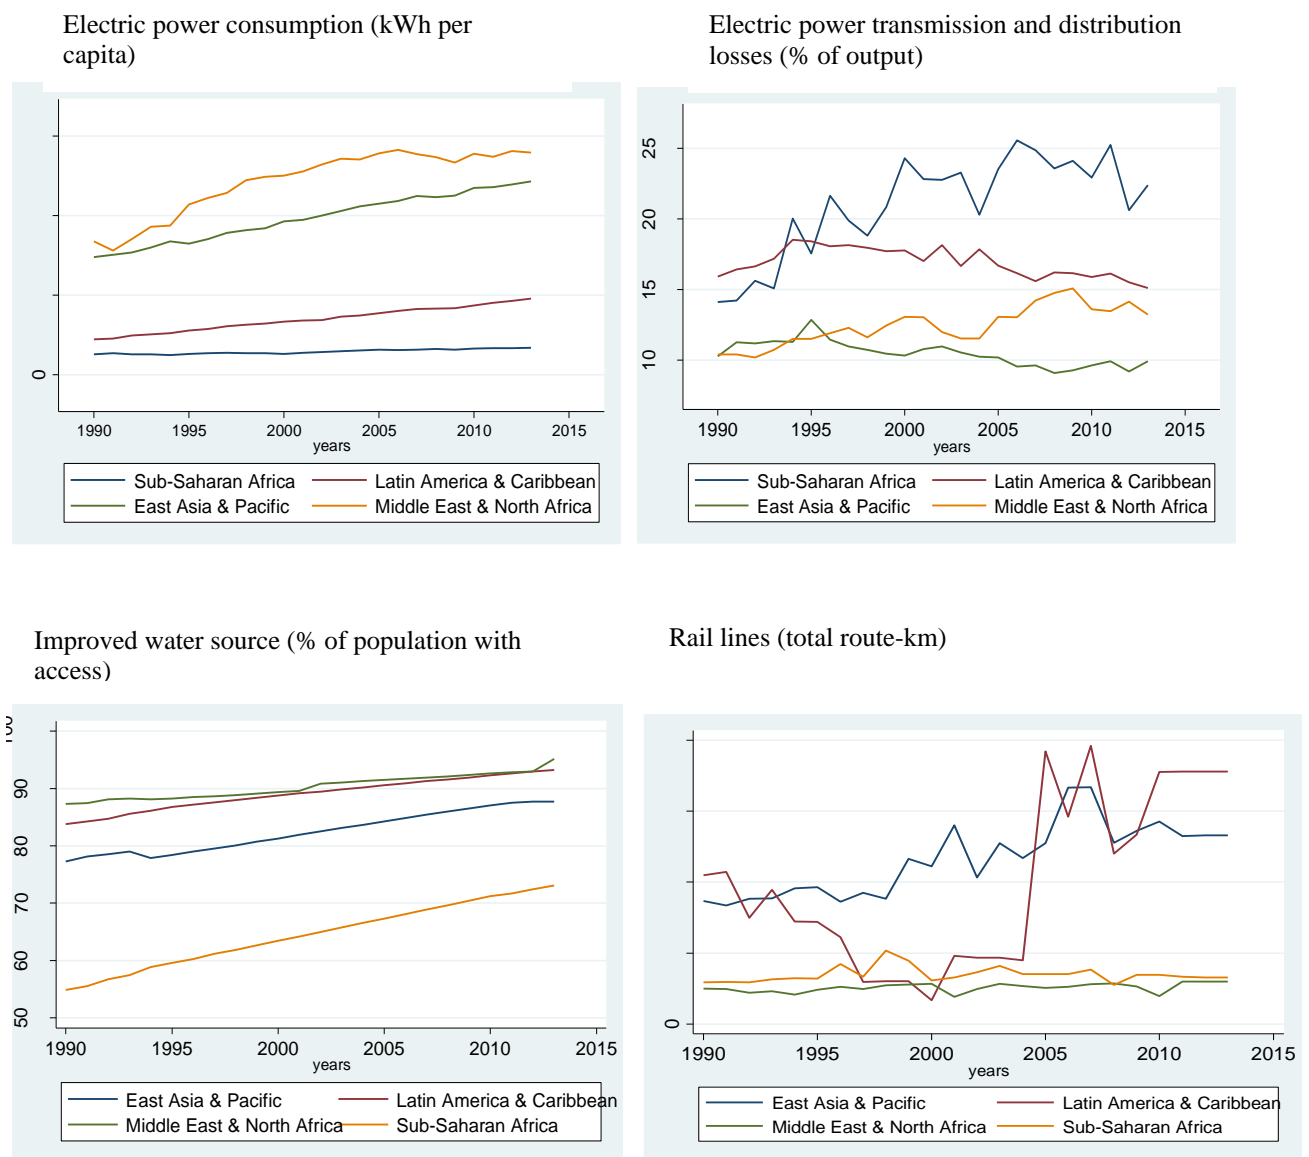 Electric power consumption (kWh per
capita)
0
1990 1995 2000 2005 2010 2015
years
Sub-Saharan Africa Latin America & Caribbean
East Asia & Pacific Middle East & North Africa
Electric power transmission and distribution
losses (% of output)
25
20
15
10
1990 1995 2000 2005 2010 2015
years
Sub-Saharan Africa Latin America & Caribbean
East Asia & Pacific Middle East & North Africa
Improved water source (% of population with
access)
100
90
80
70
60
50
1990 1995 2000 2005 2010 2015
years
East Asia & Pacific Latin America & Caribbean
Middle East & North Africa Sub-Saharan Africa
Rail lines (total route-km)
0
1990 1995 2000 2005 2010 2015
years
East Asia & Pacific Latin America & Caribbean
Middle East & North Africa Sub-Saharan Africa